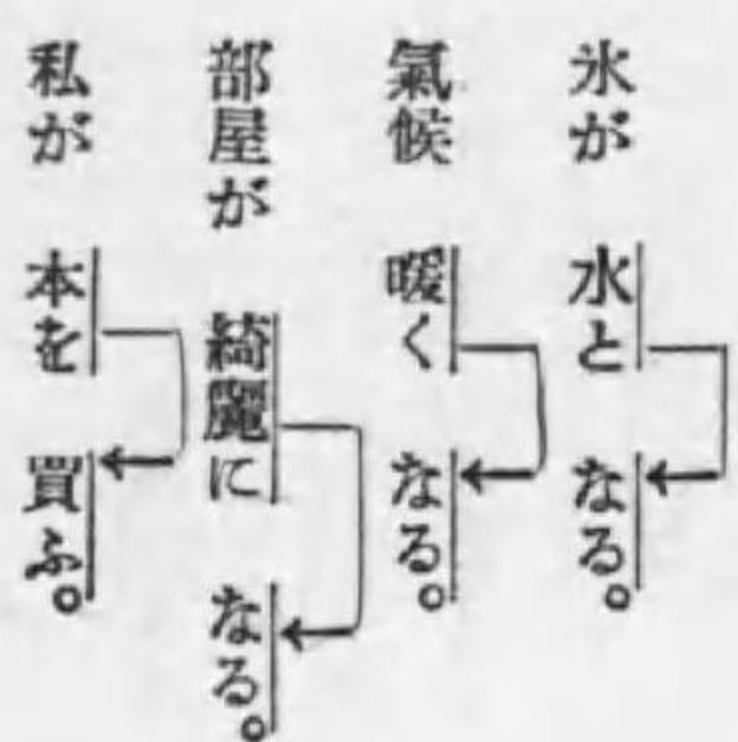 氷が 水と なる。
氣候 暖く なる。
部屋が 綺麗に なる。
私が 本を 買ふ。